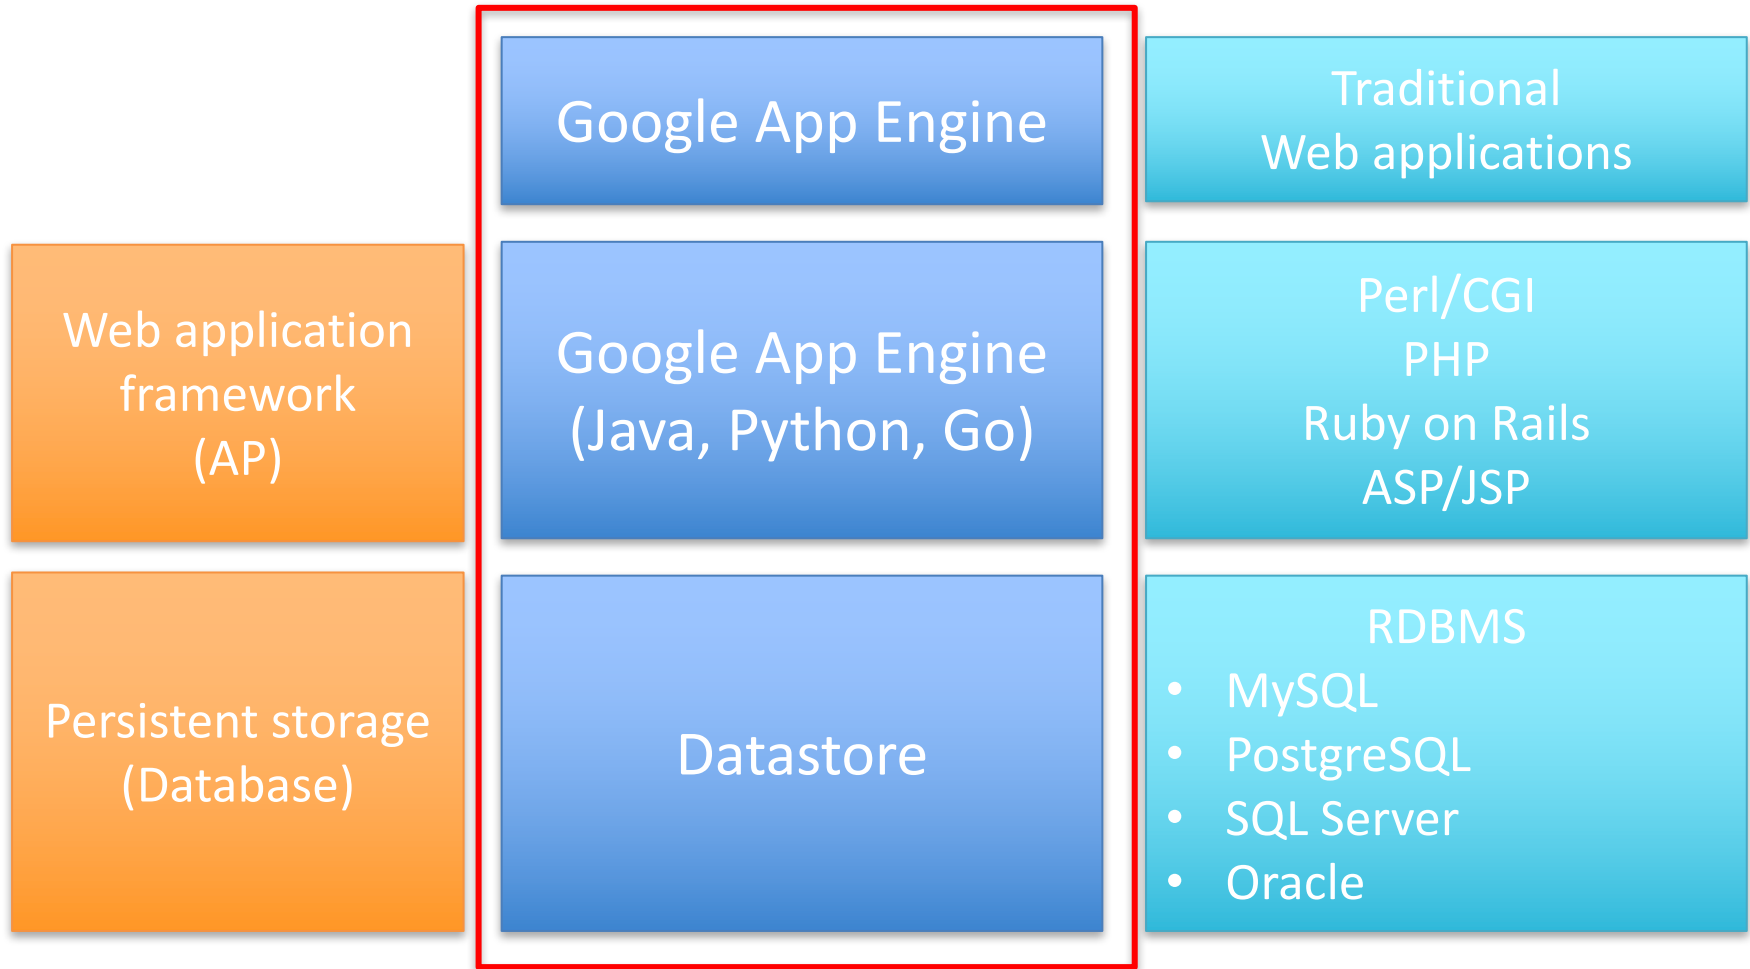 Google App Engine
Traditional
Web applications
Web application
framework
(AP)
Google App Engine
(Java, Python, Go)
Perl/CGI
PHP
Ruby on Rails
ASP/JSP
Persistent storage
(Database)
Datastore
RDBMS
• MySQL
• PostgreSQL
• SQL Server
• Oracle